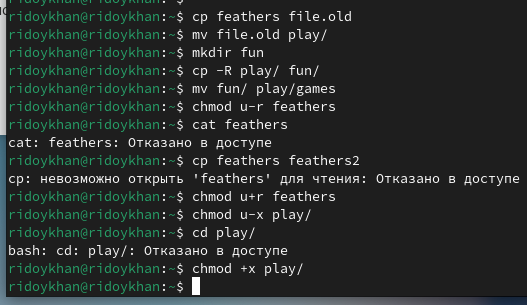 ridoykhan@ridoykhan:~$ cp feathers file.old
ridoykhan@ridoykhan:~$ mv file.old play/
ridoykhan@ridoykhan:~$ mkdir fun
ridoykhan@ridoykhan:~$ cp -R play/ fun/
ridoykhan@ridoykhan:~$ mv fun/ play/games
ridoykhan@ridoykhan:~$ chmod u-r feathers
ridoykhan@ridoykhan:~$ cat feathers
cat: feathers: Отказано в доступе
ridoykhan@ridoykhan:~$ cp feathers feathers2
cp: невозможно открыть 'feathers' для чтения: Отказано в доступе
ridoykhan@ridoykhan:~$ chmod u+r feathers
ridoykhan@ridoykhan:~$ chmod u-x play/
ridoykhan@ridoykhan:~$ cd play/
bash: cd: play/: Отказано в доступе
ridoykhan@ridoykhan:~$ chmod +x play/
ridoykhan@ridoykhan:~$